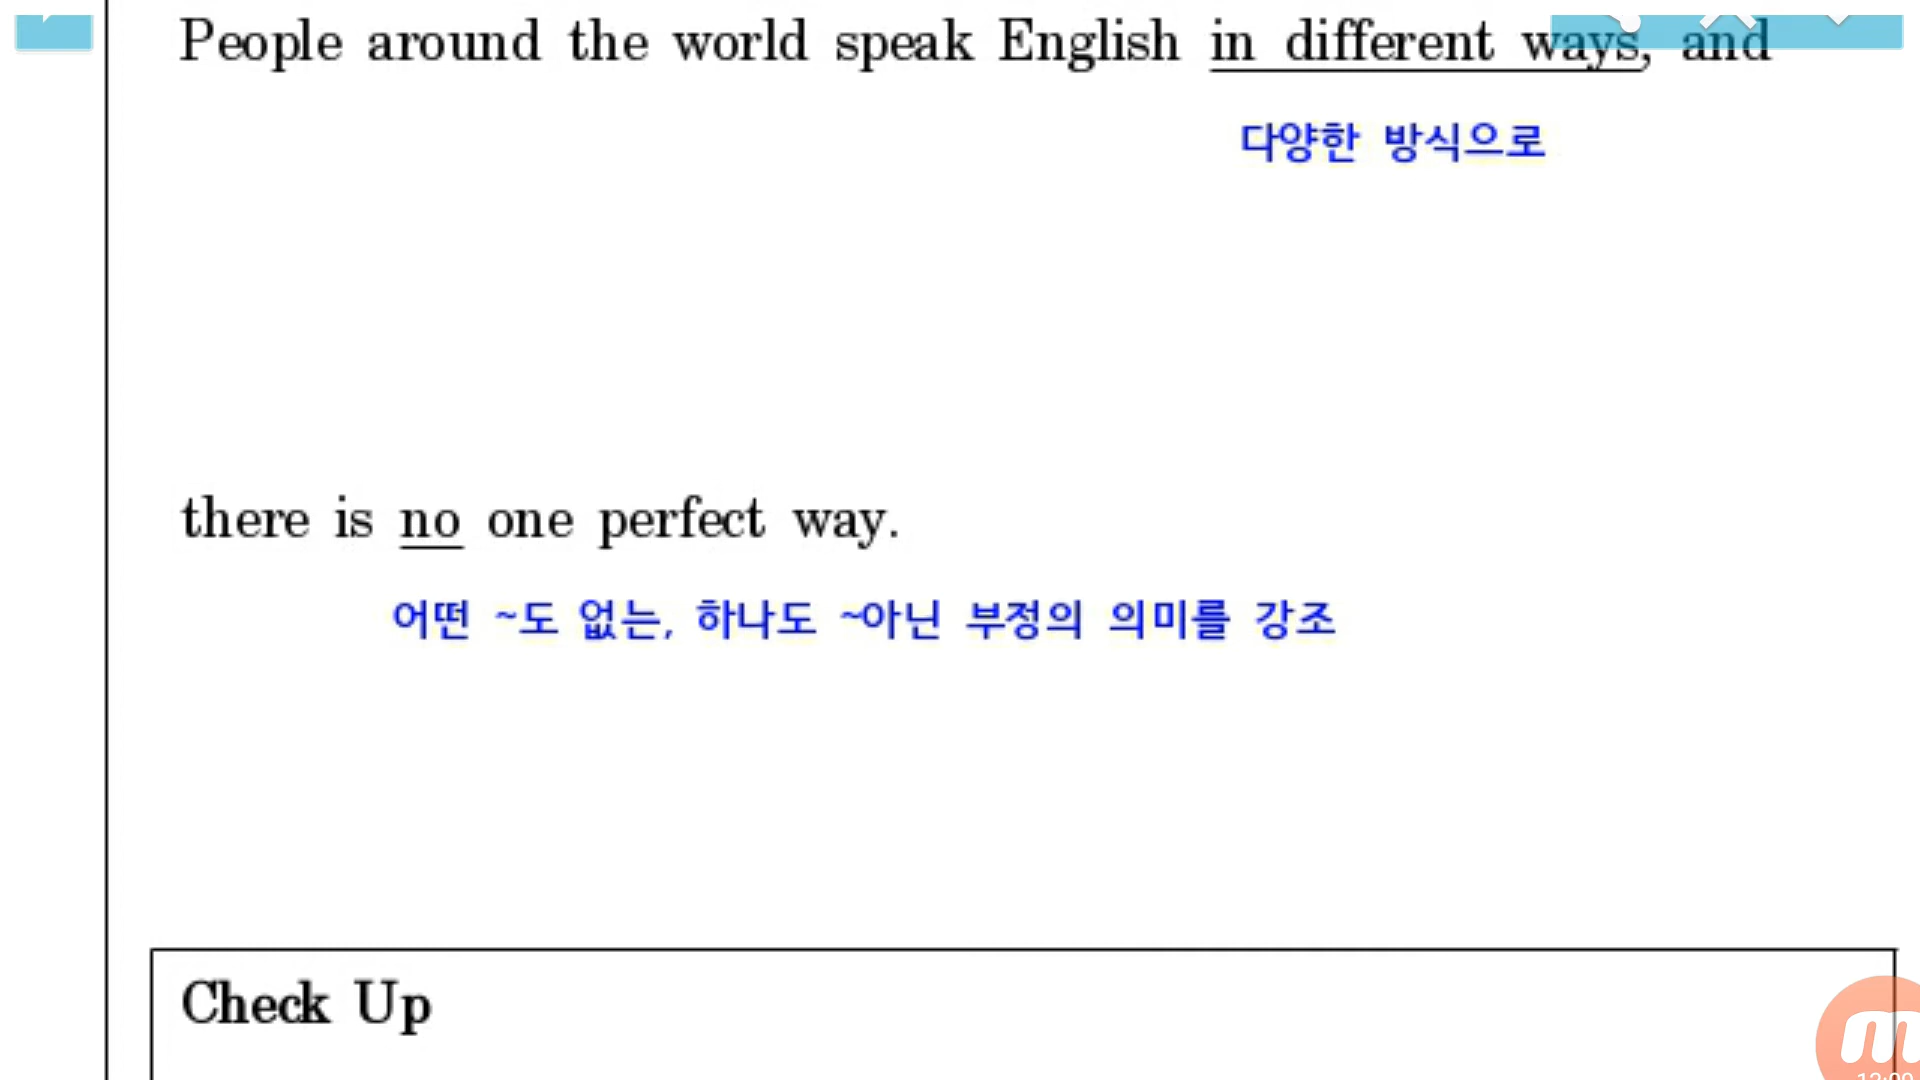 People around the world speak English in different ways, and
다양한 방식으로
there is no one perfect way.
어떤 ~도 없는, 하나도 ~아닌 부정의 의미를 강조
Check Up